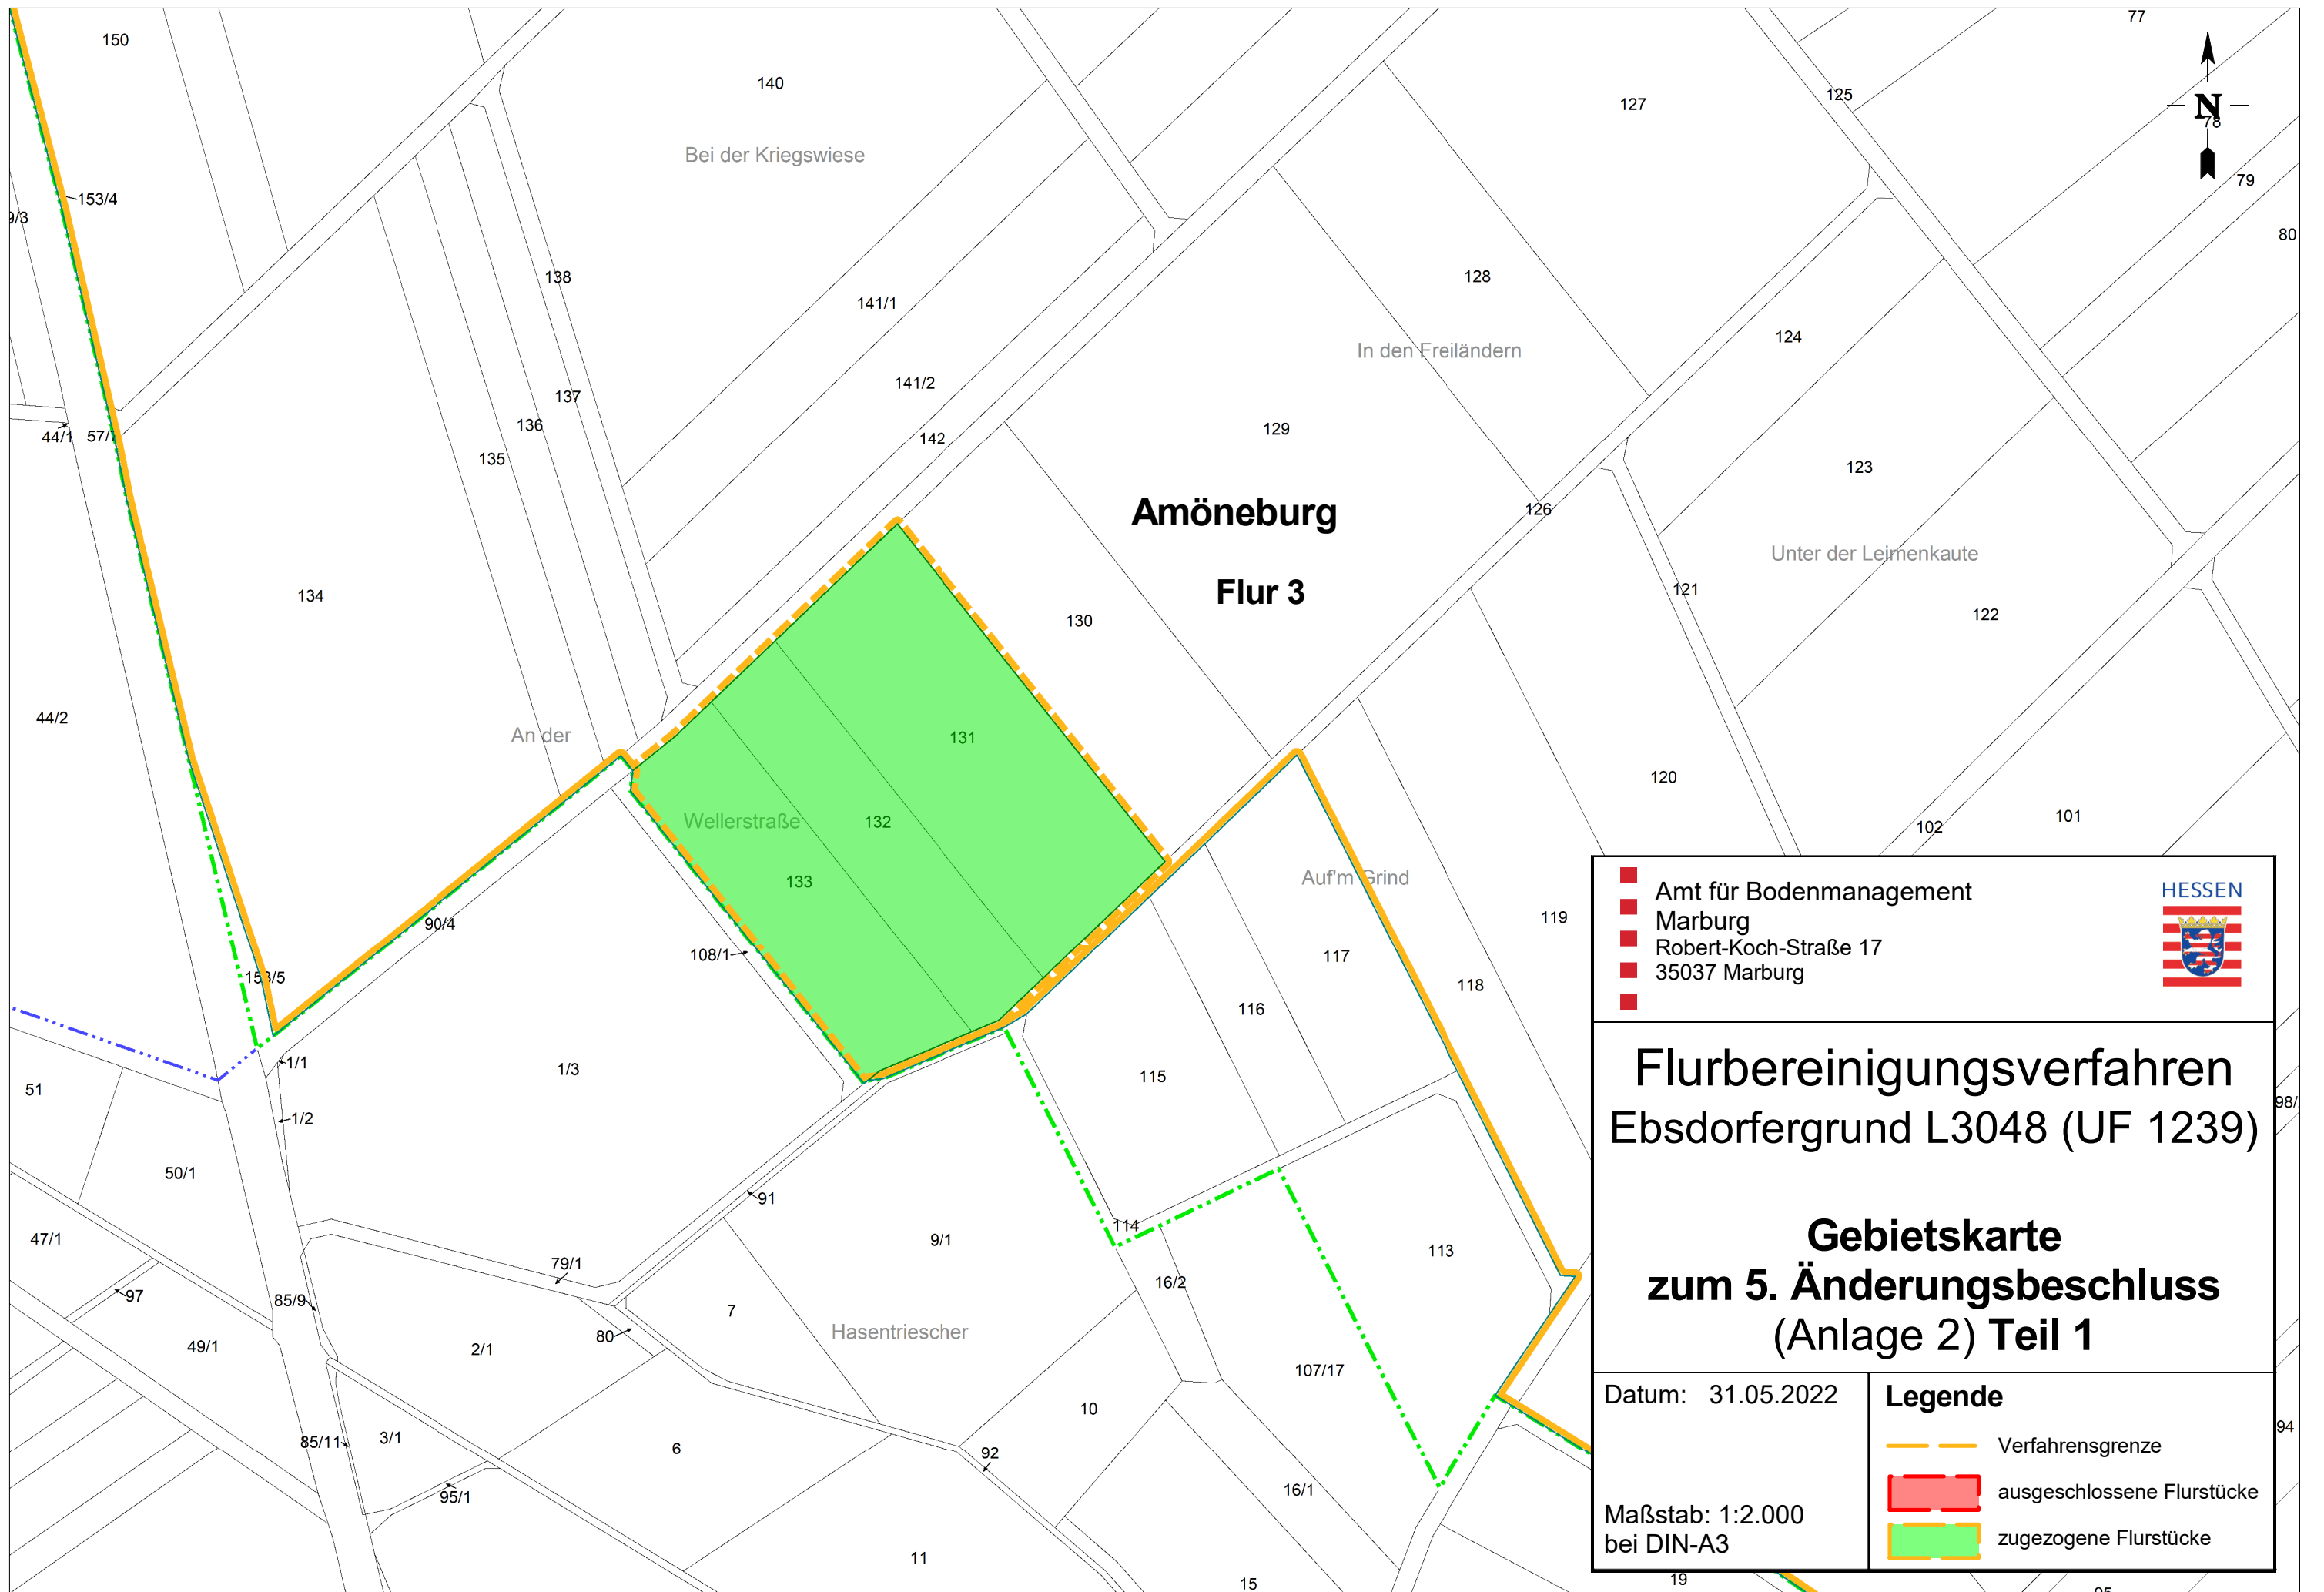 77
150
140
127
125
N
78
Bei der Kriegswiese
79
153/4
9/3
80
138
128
141/1
124
In den Freiländern
141/2
137
136
129
142
44/1
57/
135
123
Amöneburg
126
Unter der Leimenkaute
121
Flur 3
134
130
122
44/2
An der
131
120
Wellerstraße
132
102
101
133
Auf'm Grind
119
90/4
108/1
117
118
153/5
116
1/1
1/3
115
51
1/2
98/
50/1
91
114
47/1
9/1
113
79/1
16/2
97
85/9
7
80
Hasentriescher
49/1
2/1
107/17
10
94
85/11
3/1
6
92
95/1
16/1
11
15
19
95
Amt für Bodenmanagement
Marburg
Robert-Koch-Straße 17
35037 Marburg
HESSEN
Flurbereinigungsverfahren
Ebsdorfergrund L3048 (UF 1239)
Gebietskarte
zum 5. Änderungsbeschluss
(Anlage 2) Teil 1
Datum: 31.05.2022
Maßstab: 1:2.000
bei DIN-A3
Legende
Verfahrensgrenze
ausgeschlossene Flurstücke
zugezogene Flurstücke